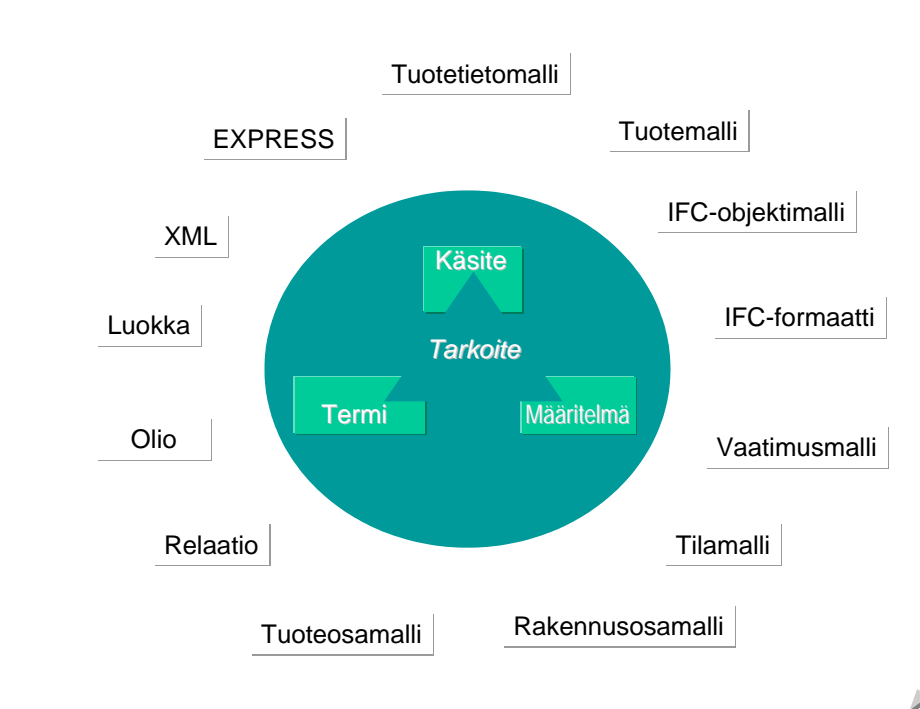 Tuotetietomalli
Tuotemalli
EXPRESS
IFC-objektimalli
XML
Käsite
Luokka
IFC-formaatti
Tarkoite
Termi
Määritelmä
Olio
Vaatimusmalli
Relaatio
Tilamalli
Tuoteosamalli
Rakennusosamalli